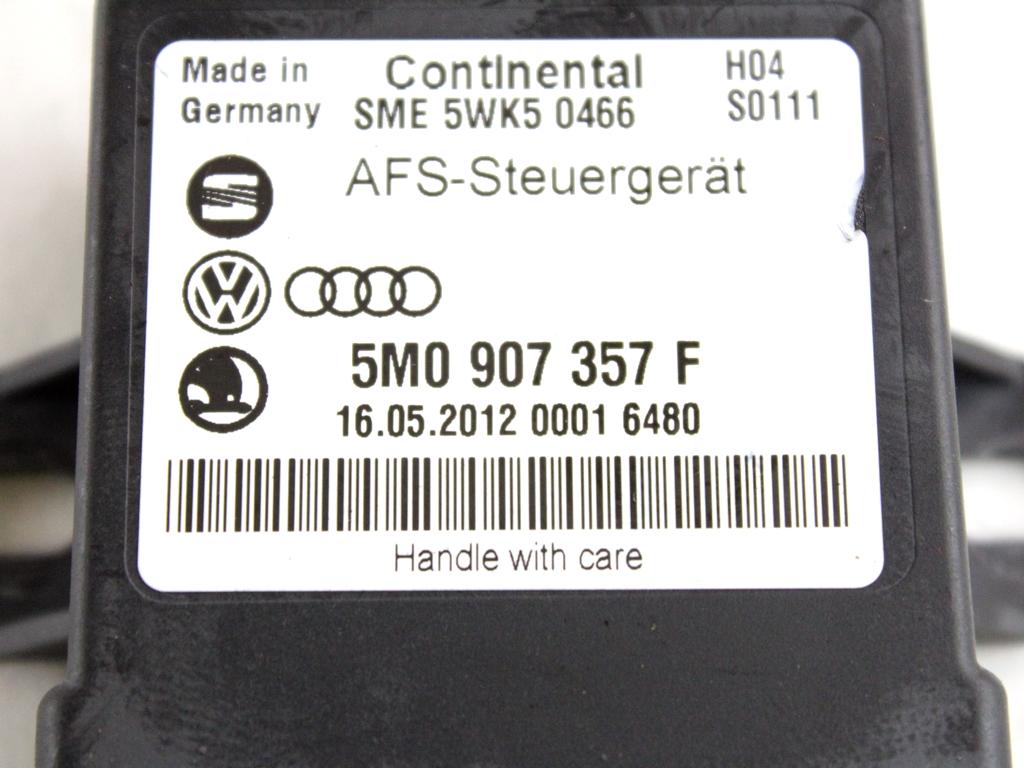 Made in Continental H04
Germany SME 5WK5 0466 S0111
AFS-Steuergerät
5M0 907 357 F
16.05.2012 0001 6480
Handle with care